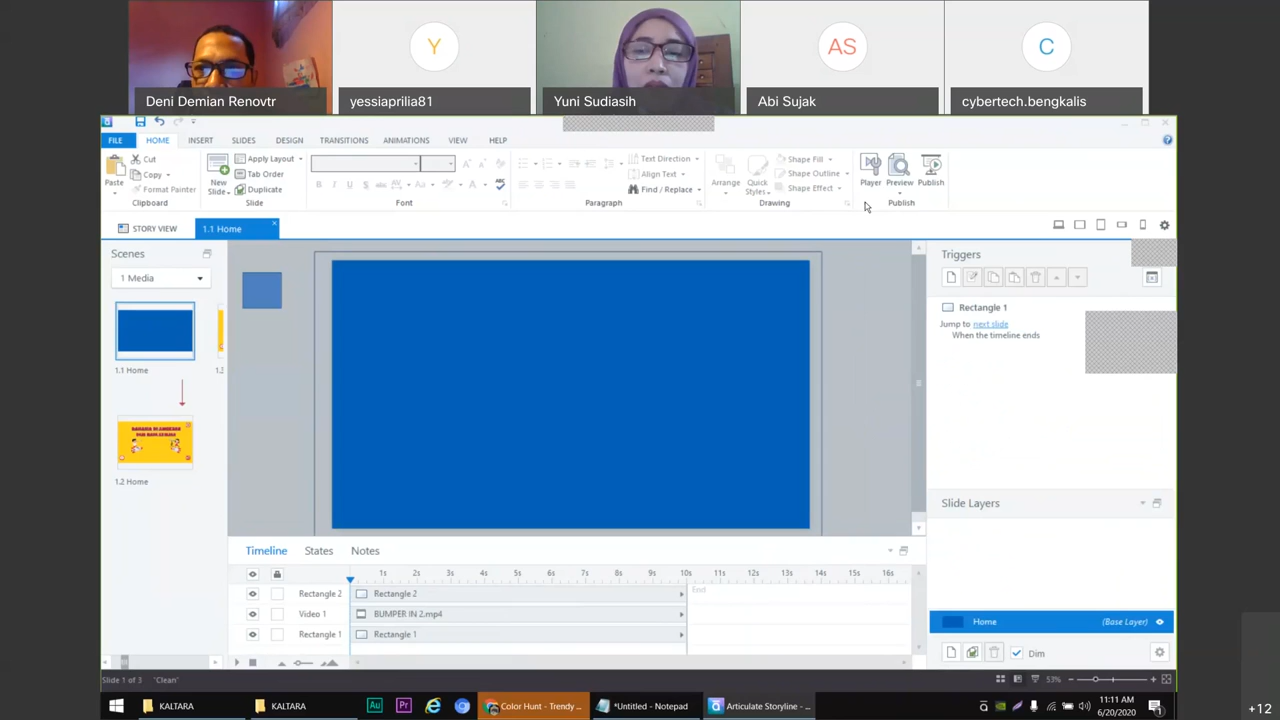 Y
AS
C
Deni Demian Renovtr
yessiaprilia81
Yuni Sudiasih
Abi Sujak
cybertech.bengkalis
FILE HOME INSERT SLIDES DESIGN TRANSITIONS ANIMATIONS VIEW HELP
Paste
Cut
Copy
Format Painter
Clipboard
New
Slide
Apply Layout
Tab Order
Duplicate
Slide
Font
Text Direction
Align Text
Find / Replace
Paragraph
Arrange
Quick
Styles
Shape Fill
Shape Outline
Shape Effect
Drawing
Player
Preview
Publish
Publish
STORY VIEW
1.1 Home
Scenes
1 Media
1.1 Home
1.2 Home
Triggers
Rectangle 1
Jump to next slide
When the timeline ends
Slide Layers
Home
(Base Layer)
Dim
Timeline States Notes
1s 2s 3s 4s 5s 6s 7s 8s 9s 10s 11s 12s 13s 14s 15s 16s
Rectangle 2 Rectangle 2
End
Video 1 BUMPER IN 2.mp4
Rectangle 1 Rectangle 1
Slide 1 of 3 "Clean"
53%
KALTARA
KALTARA
Au
Pr
Color Hunt - Trendy ...
*Untitled - Notepad
Articulate Storyline - ...
11:11 AM
6/20/2020
+12